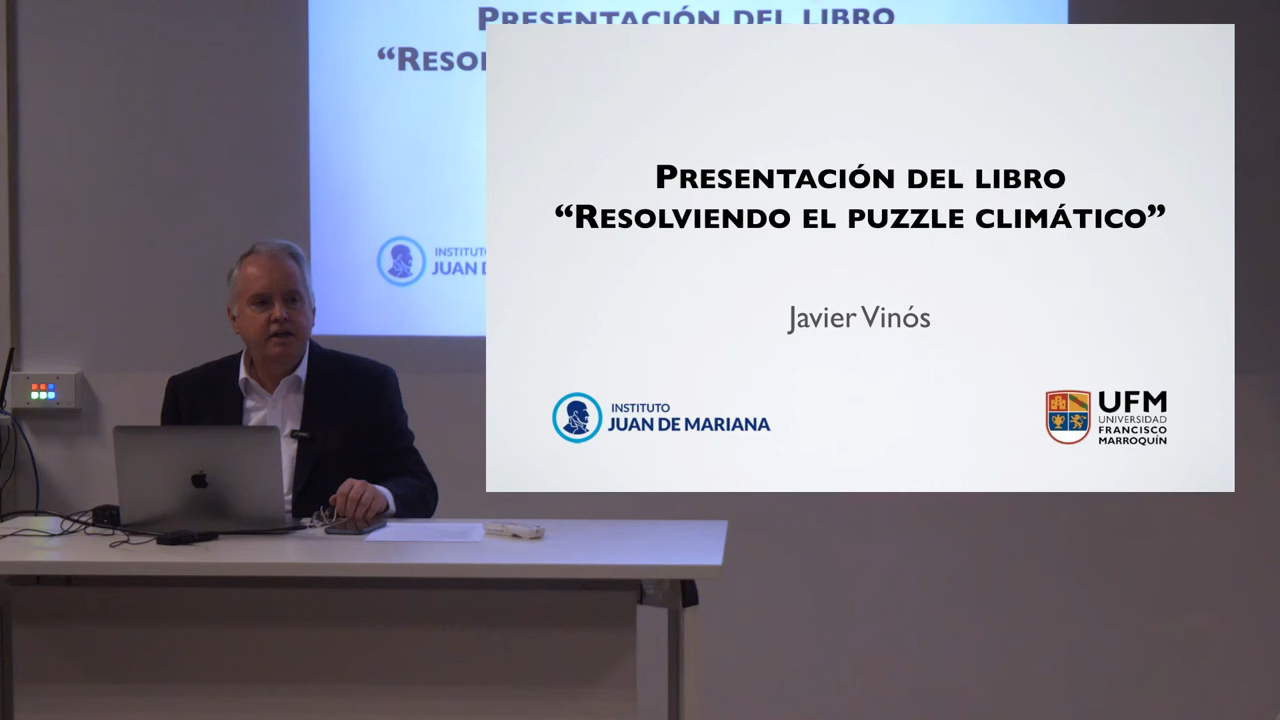 PRESENTACIÓN DEL LIBRO
“RESOL
INSTITUTO
JUAN D
PRESENTACIÓN DEL LIBRO
“RESOLVIENDO EL PUZZLE CLIMÁTICO”
Javier Vinós
INSTITUTO
JUAN DE MARIANA
UFM
UNIVERSIDAD
FRANCISCO
MARROQUÍN